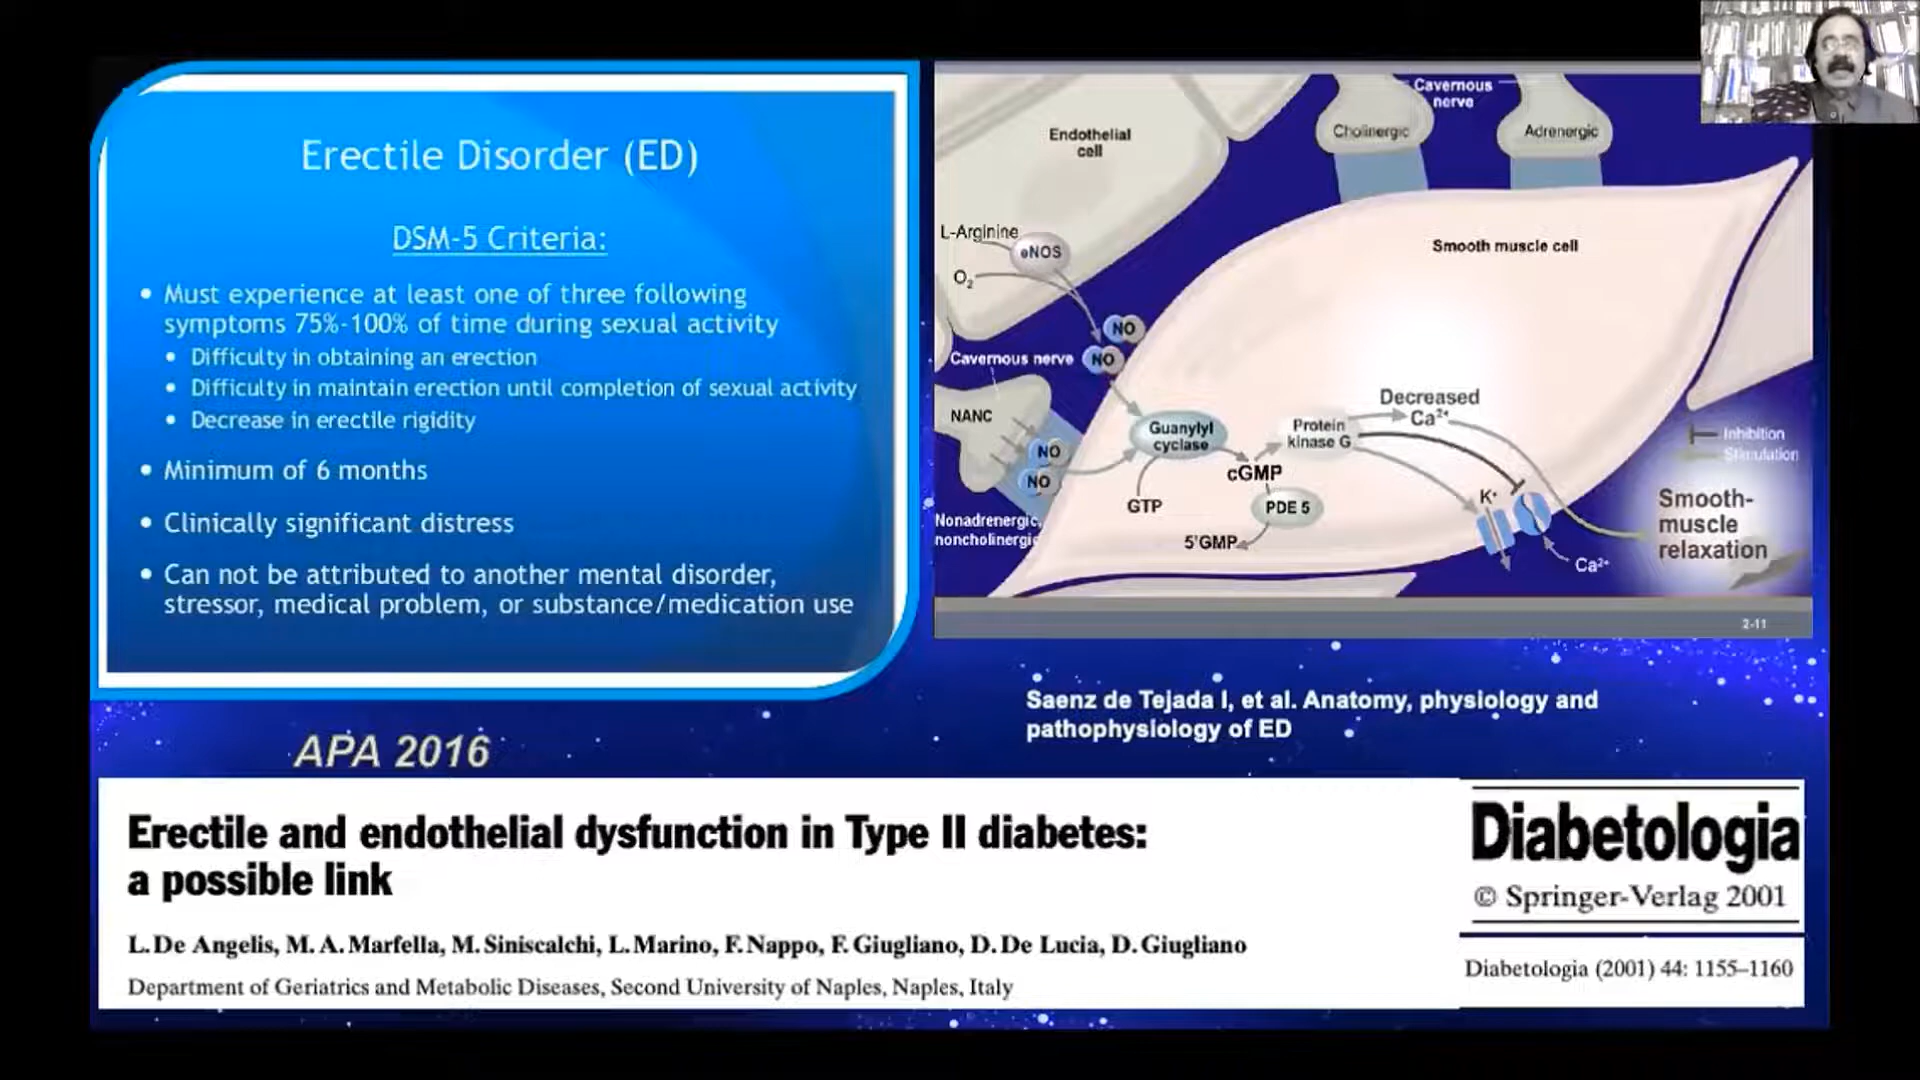 Erectile Disorder (ED)
DSM-5 Criteria:
• Must experience at least one of three following
symptoms 75%-100% of time during sexual activity
• Difficulty in obtaining an erection
• Difficulty in maintain erection until completion of sexual activity
• Decrease in erectile rigidity
• Minimum of 6 months
• Clinically significant distress
• Can not be attributed to another mental disorder,
stressor, medical problem, or substance/medication use
APA 2016
Cavernous
nerve
Cholinergic
Adrenergic
Endothelial
cell
L-Arginine
eNOS
O₂
Smooth muscle cell
NO
NO
Cavernous nerve
NANC
NO
NO
Nonadrenergic,
noncholinergic
Guanylyl
cyclase
GTP
cGMP
PDE 5
5'GMP
Protein
kinase G
Decreased
Ca²⁺
K⁺
Ca²⁺
Inhibition
Stimulation
Smooth-
muscle
relaxation
2-11
Saenz de Tejada I, et al. Anatomy, physiology and
pathophysiology of ED
Erectile and endothelial dysfunction in Type II diabetes:
a possible link
L. De Angelis, M. A. Marfella, M. Siniscalchi, L. Marino, F. Nappo, F. Giugliano, D. De Lucia, D. Giugliano
Department of Geriatrics and Metabolic Diseases, Second University of Naples, Naples, Italy
Diabetologia
© Springer-Verlag 2001
Diabetologia (2001) 44: 1155–1160